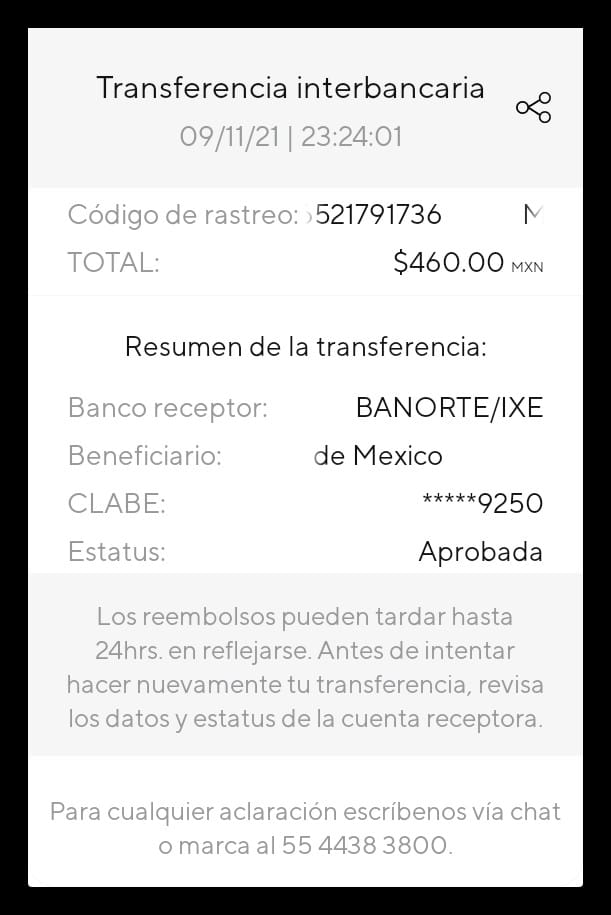 Transferencia interbancaria
09/11/21 | 23:24:01
Código de rastreo: 521791736 M
TOTAL: $460.00 MXN
Resumen de la transferencia:
Banco receptor: BANORTE/IXE
Beneficiario: de Mexico
CLABE: *****9250
Estatus: Aprobada
Los reembolsos pueden tardar hasta
24hrs. en reflejarse. Antes de intentar
hacer nuevamente tu transferencia, revisa
los datos y estatus de la cuenta receptora.
Para cualquier aclaración escríbenos vía chat
o marca al 55 4438 3800.